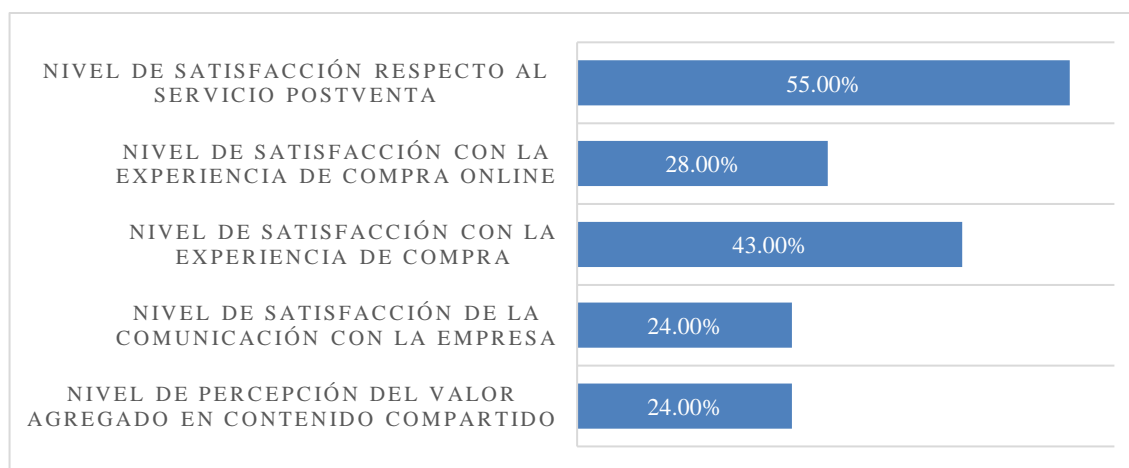 NIVEL DE SATISFACCIÓN RESPECTO AL
SERVICIO POSTVENTA
55.00%
NIVEL DE SATISFACCIÓN CON LA
EXPERIENCIA DE COMPRA ONLINE
28.00%
NIVEL DE SATISFACCIÓN CON LA
EXPERIENCIA DE COMPRA
43.00%
NIVEL DE SATISFACCIÓN DE LA
COMUNICACIÓN CON LA EMPRESA
24.00%
NIVEL DE PERCEPCIÓN DEL VALOR
AGREGADO EN CONTENIDO COMPARTIDO
24.00%